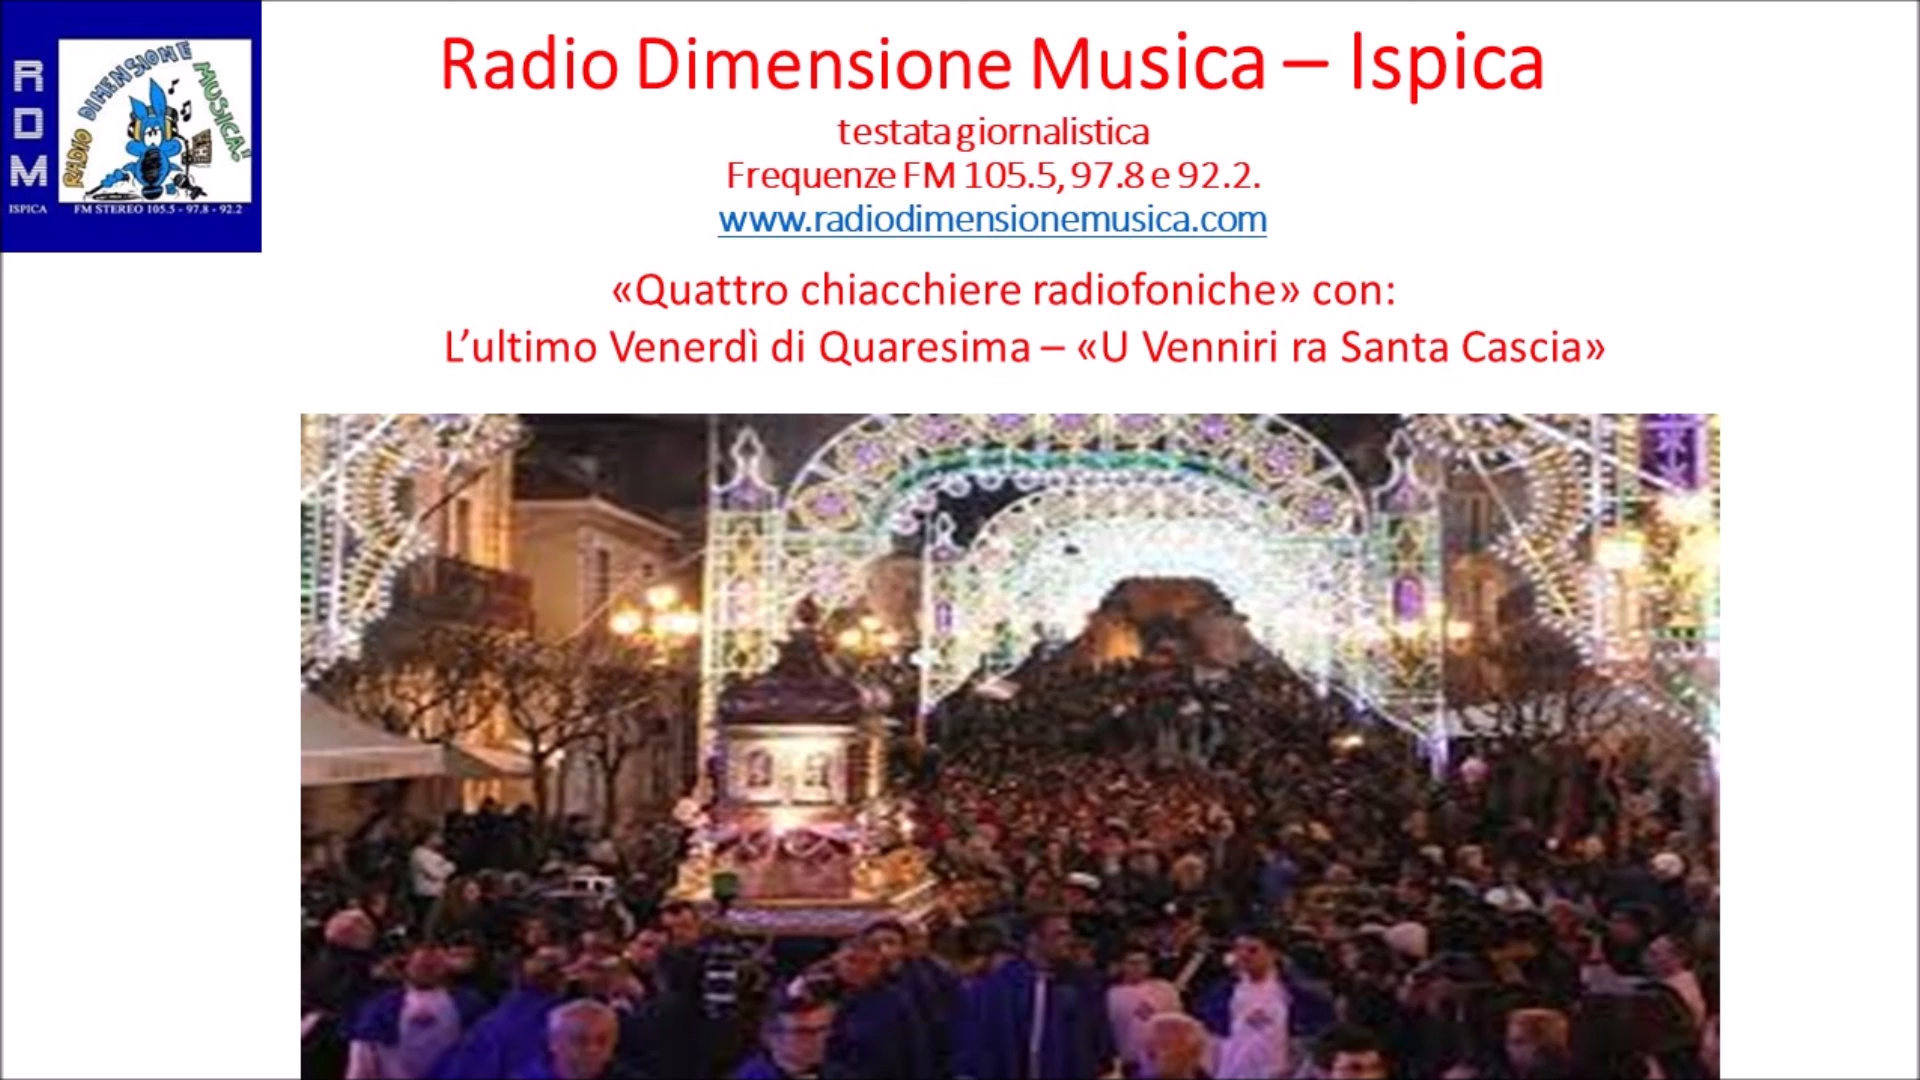 Radio Dimensione Musica – Ispica
testata giornalistica
Frequenze FM 105.5, 97.8 e 92.2.
www.radiodimensionemusica.com
«Quattro chiacchiere radiofoniche» con:
L’ultimo Venerdì di Quaresima – «U Venniri ra Santa Cascia»
RDM
ISPICA
RADIO DIMENSIONE MUSICA!
FM STEREO 105.5 - 97.8 - 92.2